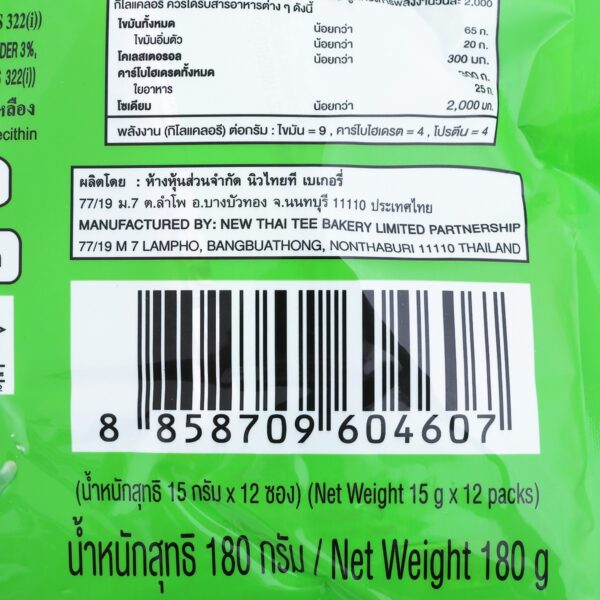 S 322(i))
DER 3%,
S 322(i))
หลือง
ecithin
กิโลแคลอรี ควรได้รับสารอาหารต่าง ๆ ดังนี้
ไขมันทั้งหมด น้อยกว่า 65 ก.
ไขมันอิ่มตัว น้อยกว่า 20 ก.
โคเลสเตอรอล น้อยกว่า 300 มก.
คาร์โบไฮเดรตทั้งหมด 300 ก.
ใยอาหาร 25 ก.
โซเดียม น้อยกว่า 2,000 มก.
พลังงาน (กิโลแคลอรี) ต่อกรัม : ไขมัน = 9 , คาร์โบไฮเดรต = 4 , โปรตีน = 4
ผลิตโดย : ห้างหุ้นส่วนจำกัด นิวไทยที เบเกอรี่
77/19 ม.7 ต.ลำโพ อ.บางบัวทอง จ.นนทบุรี 11110 ประเทศไทย
MANUFACTURED BY: NEW THAI TEE BAKERY LIMITED PARTNERSHIP
77/19 M 7 LAMPHO, BANGBUATHONG, NONTHABURI 11110 THAILAND
8 858709 604607
(น้ำหนักสุทธิ 15 กรัม x 12 ซอง) (Net Weight 15 g x 12 packs)
น้ำหนักสุทธิ 180 กรัม / Net Weight 180 g